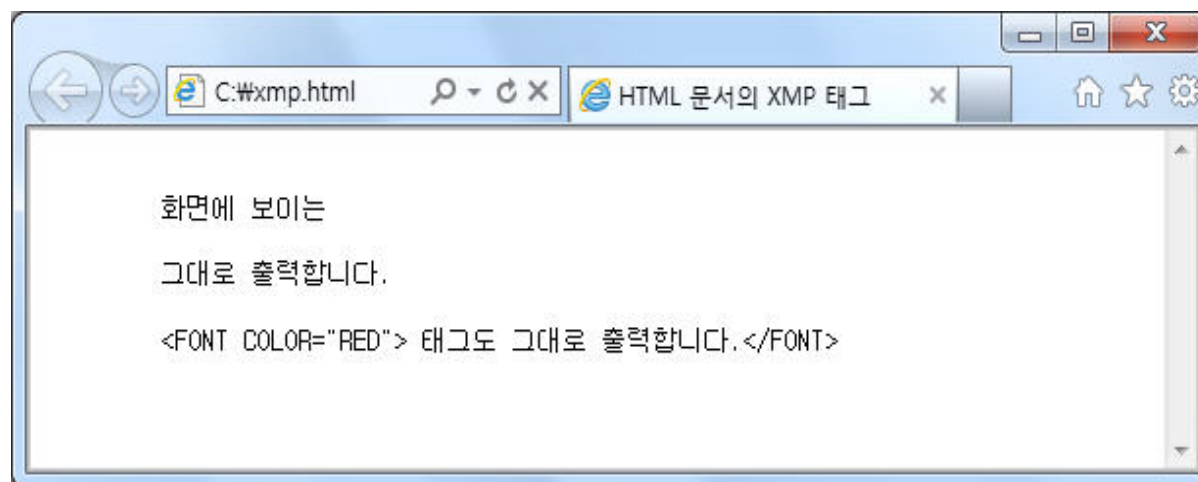 C:₩xmp.html
HTML 문서의 XMP 태그
화면에 보이는
그대로 출력합니다.
<FONT COLOR="RED"> 태그도 그대로 출력합니다.</FONT>